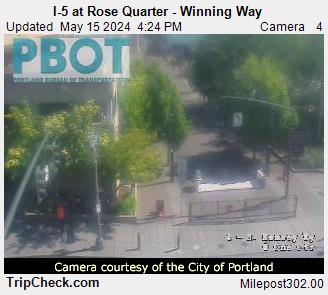 I-5 at Rose Quarter - Winning Way
Updated May 15 2024 4:24 PM Camera 4
PBOT
PORTLAND BUREAU OF TRANSPORTATION
Camera courtesy of the City of Portland
TripCheck.com Milepost302.00